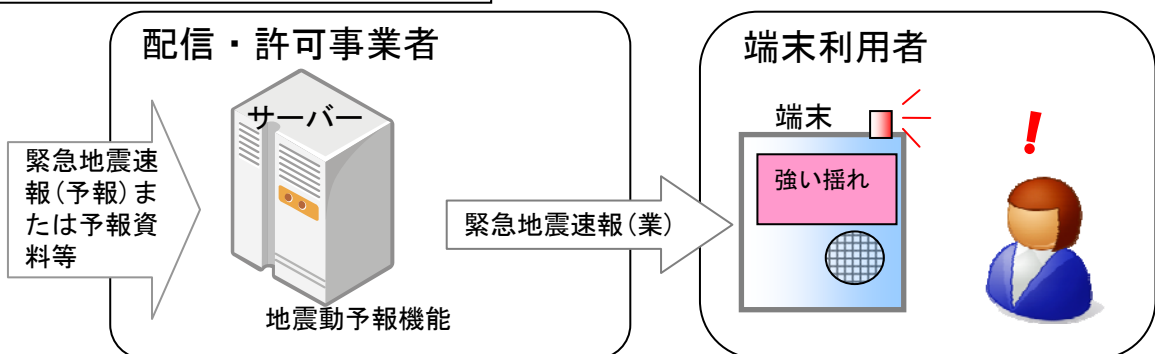 配信・許可事業者
サーバー
緊急地震速
報(予報)ま
たは予報資
料等
地震動予報機能
緊急地震速報(業)
端末利用者
端末
強い揺れ
!